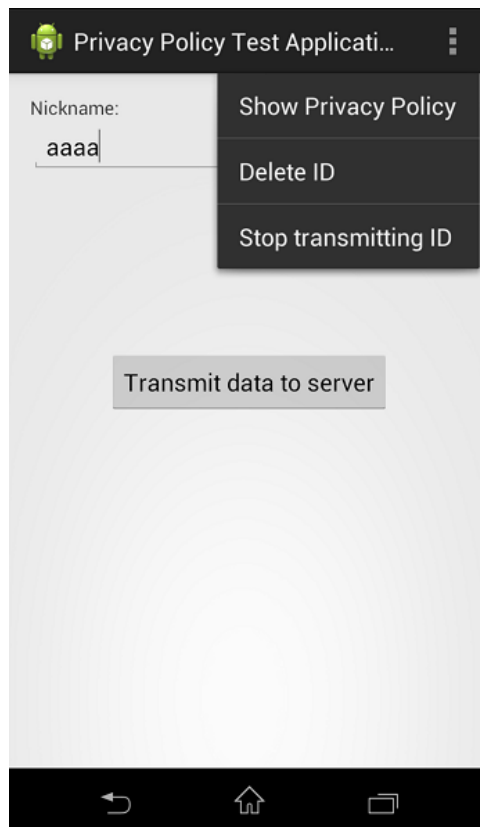 Privacy Policy Test Applicati...
Nickname:
aaaa
Show Privacy Policy
Delete ID
Stop transmitting ID
Transmit data to server